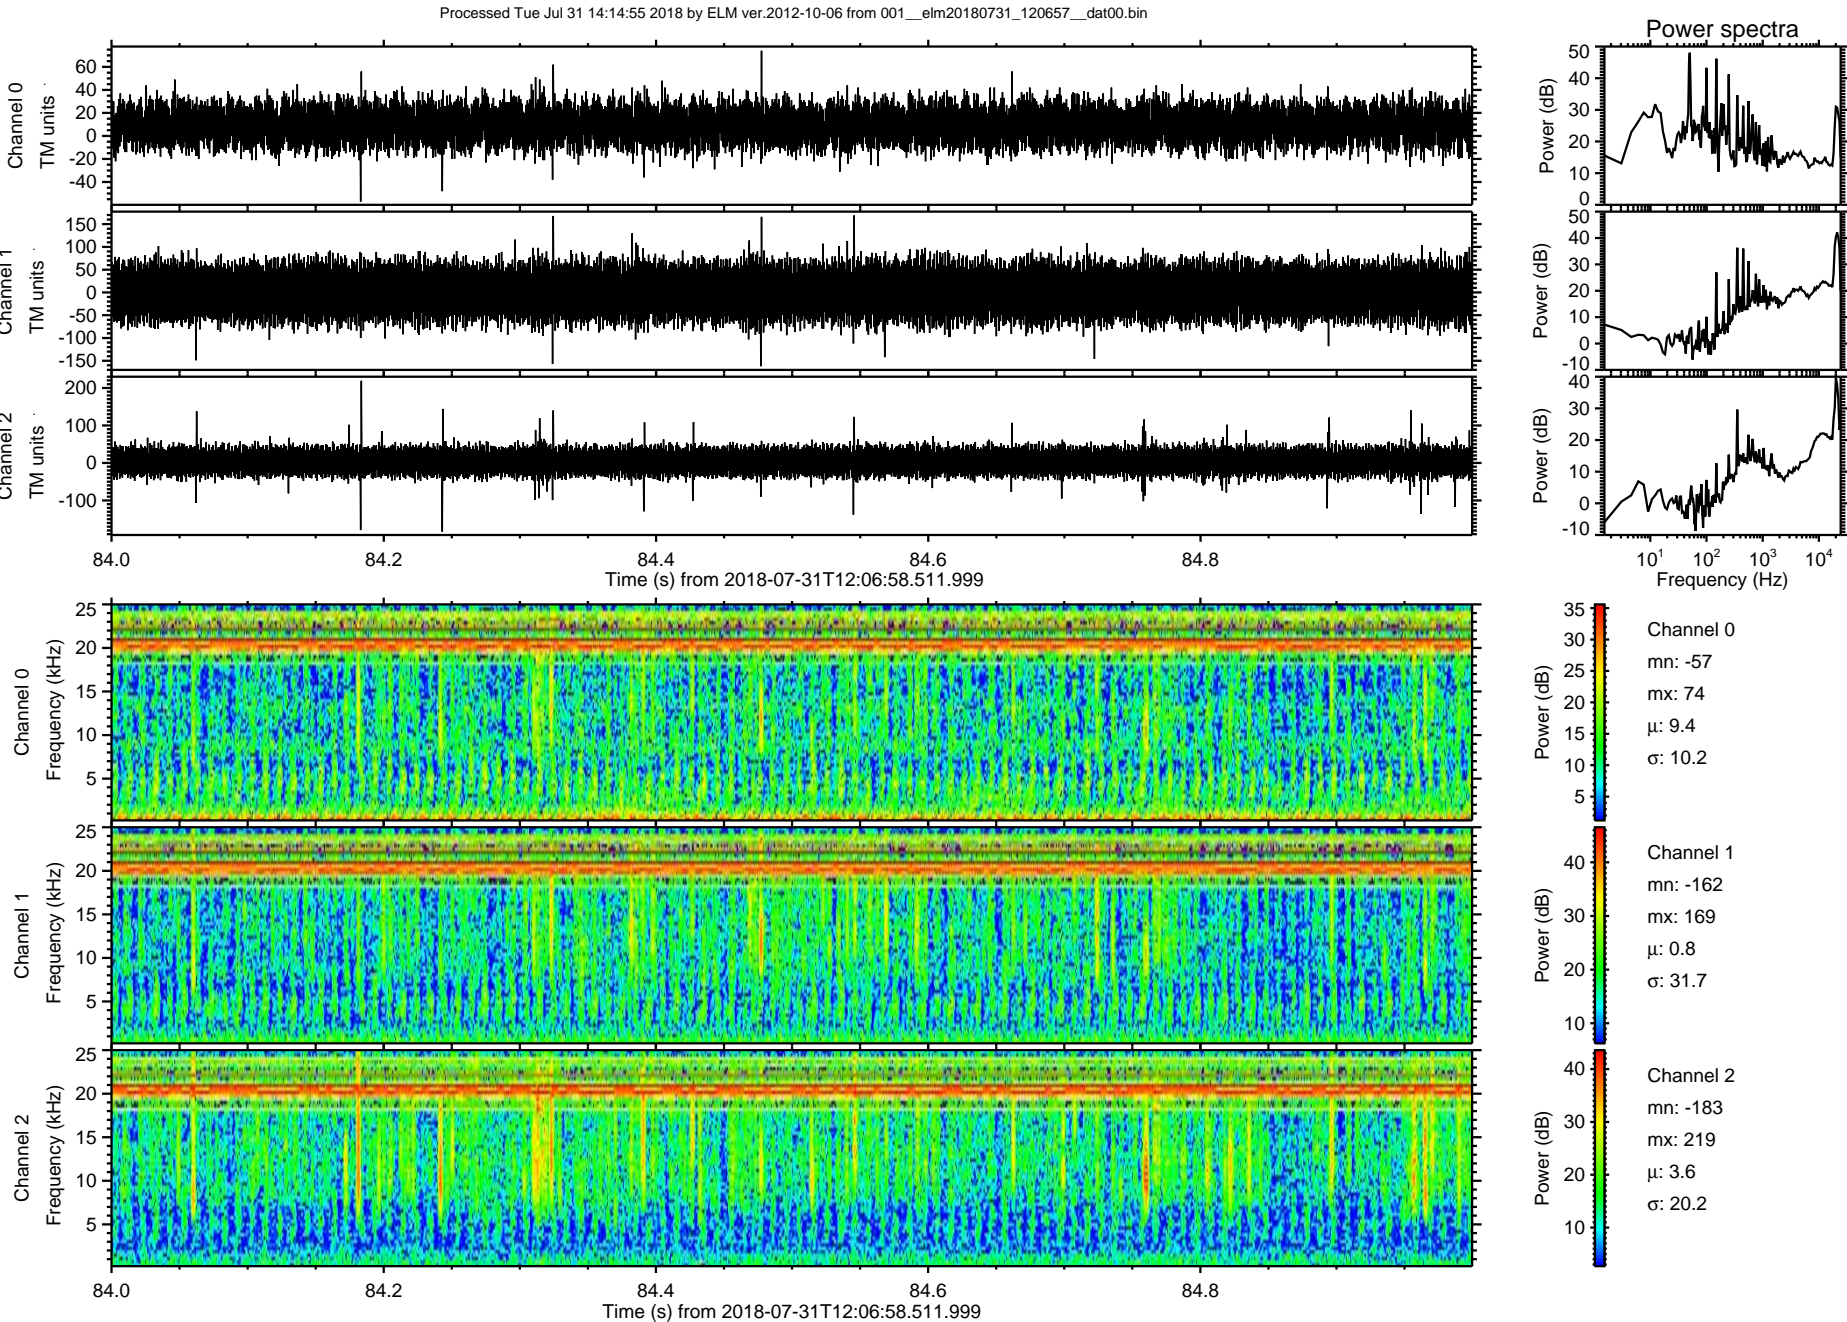 Processed Tue Jul 31 14:14:55 2018 by ELM ver.2012-10-06 from 001__elm20180731_120657__dat00.bin
Power spectra
Channel 0
TM units
60
40
20
0
-20
-40
Power (dB)
50
40
30
20
10
0
Channel 1
TM units
150
100
50
0
-50
-100
-150
Power (dB)
50
40
30
20
10
0
-10
Channel 2
TM units
200
100
0
-100
Power (dB)
40
30
20
10
0
-10
84.0 84.2 84.4 84.6 84.8
Time (s) from 2018-07-31T12:06:58.511.999
10¹ 10² 10³ 10⁴
Frequency (Hz)
Channel 0
Frequency (kHz)
25
20
15
10
5
Power (dB)
35
30
25
20
15
10
5
Channel 0
mn: -57
mx: 74
μ: 9.4
σ: 10.2
Channel 1
Frequency (kHz)
25
20
15
10
5
Power (dB)
40
30
20
10
Channel 1
mn: -162
mx: 169
μ: 0.8
σ: 31.7
Channel 2
Frequency (kHz)
25
20
15
10
5
Power (dB)
40
30
20
10
Channel 2
mn: -183
mx: 219
μ: 3.6
σ: 20.2
84.0 84.2 84.4 84.6 84.8
Time (s) from 2018-07-31T12:06:58.511.999